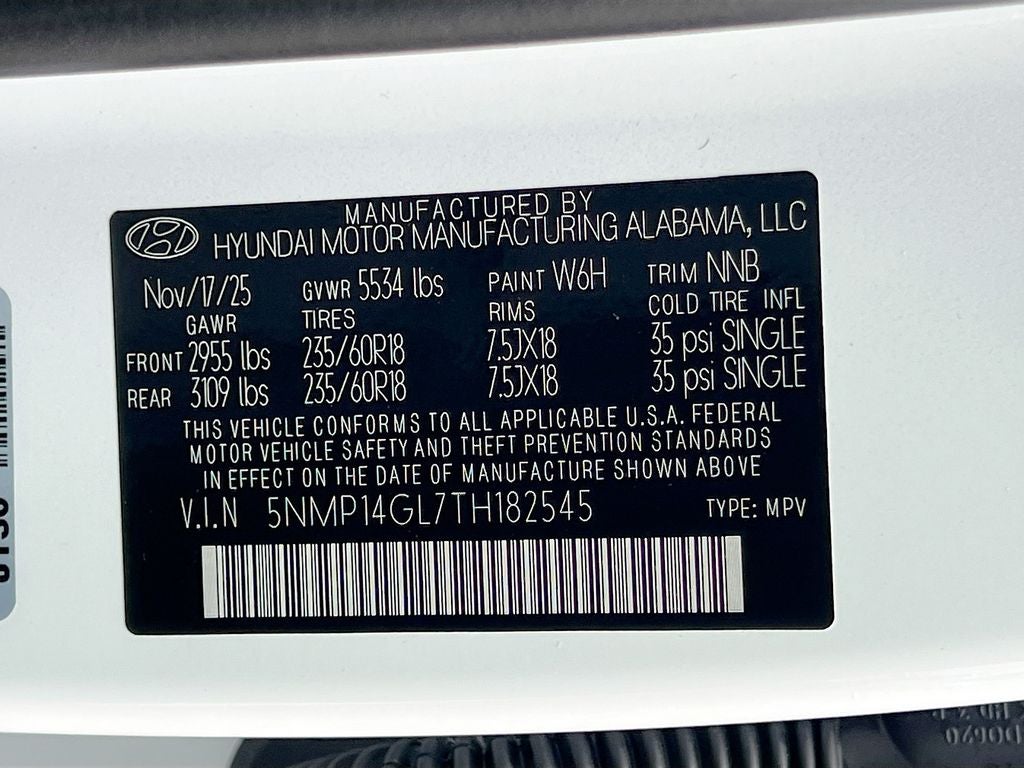 MANUFACTURED BY
HYUNDAI MOTOR MANUFACTURING ALABAMA, LLC
Nov/17/25 GVWR 5534 lbs PAINT W6H TRIM NNB
GAWR TIRES RIMS COLD TIRE INFL
FRONT 2955 lbs 235/60R18 7.5JX18 35 psi SINGLE
REAR 3109 lbs 235/60R18 7.5JX18 35 psi SINGLE
THIS VEHICLE CONFORMS TO ALL APPLICABLE U.S.A. FEDERAL
MOTOR VEHICLE SAFETY AND THEFT PREVENTION STANDARDS
IN EFFECT ON THE DATE OF MANUFACTURE SHOWN ABOVE
V.I.N 5NMP14GL7TH182545 TYPE: MPV